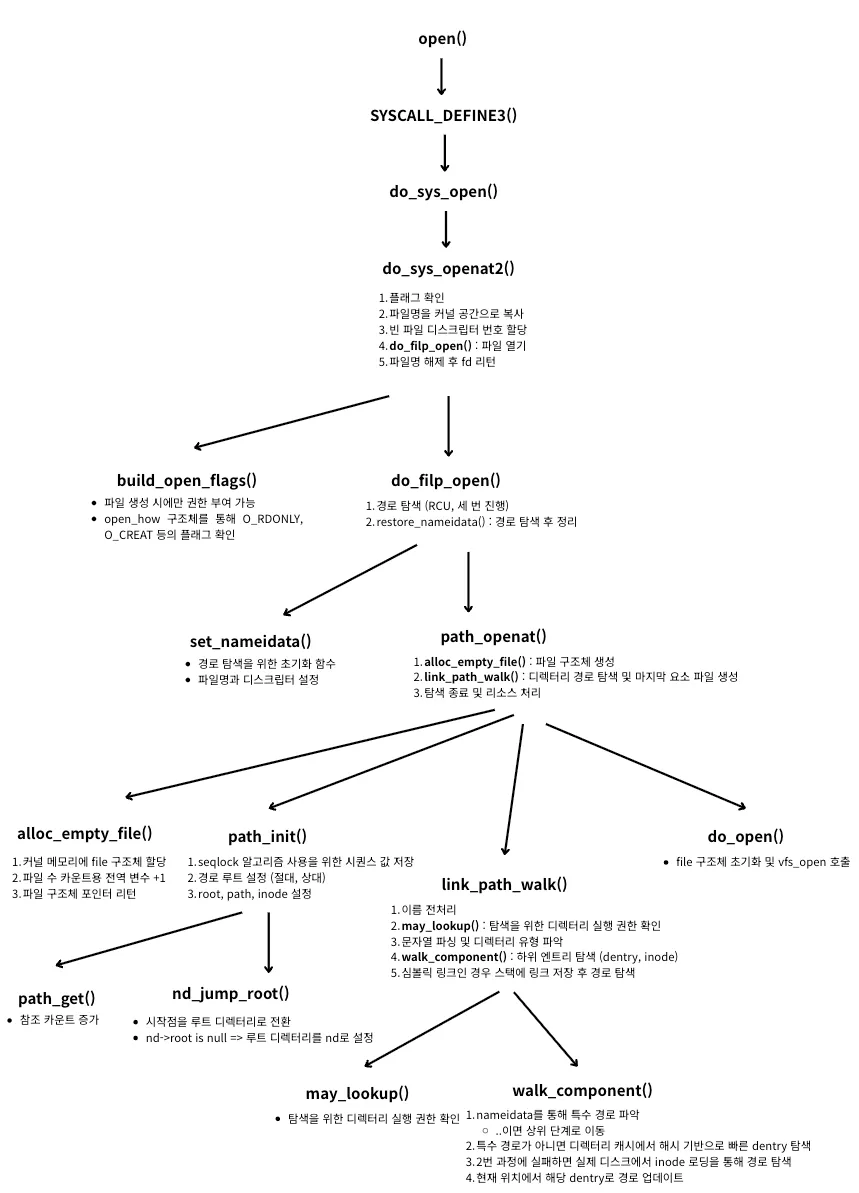 open()
SYSCALL_DEFINE3()
do_sys_open()
do_sys_openat2()
1.플래그 확인
2.파일명을 커널 공간으로 복사
3.빈 파일 디스크립터 번호 할당
4.do_filp_open() : 파일 열기
5.파일명 해제 후 fd 리턴
build_open_flags()
• 파일 생성 시에만 권한 부여 가능
• open_how 구조체를 통해 O_RDONLY,
O_CREAT 등의 플래그 확인
do_filp_open()
1.경로 탐색 (RCU, 세 번 진행)
2.restore_nameidata() : 경로 탐색 후 정리
set_nameidata()
• 경로 탐색을 위한 초기화 함수
• 파일명과 디스크립터 설정
path_openat()
1.alloc_empty_file() : 파일 구조체 생성
2.link_path_walk() : 디렉터리 경로 탐색 및 마지막 요소 파일 생성
3.탐색 종료 및 리소스 처리
alloc_empty_file()
1.커널 메모리에 file 구조체 할당
2.파일 수 카운트용 전역 변수 +1
3.파일 구조체 포인터 리턴
path_init()
1.seqlock 알고리즘 사용을 위한 시퀀스 값 저장
2.경로 루트 설정 (절대, 상대)
3.root, path, inode 설정
link_path_walk()
1.이름 전처리
2.may_lookup() : 탐색을 위한 디렉터리 실행 권한 확인
3.문자열 파싱 및 디렉터리 유형 파악
4.walk_component() : 하위 엔트리 탐색 (dentry, inode)
5.심볼릭 링크인 경우 스택에 링크 저장 후 경로 탐색
do_open()
• file 구조체 초기화 및 vfs_open 호출
path_get()
• 참조 카운트 증가
nd_jump_root()
• 시작점을 루트 디렉터리로 전환
• nd->root is null => 루트 디렉터리를 nd로 설정
may_lookup()
• 탐색을 위한 디렉터리 실행 권한 확인
walk_component()
1.nameidata를 통해 특수 경로 파악
○ ..이면 상위 단계로 이동
2.특수 경로가 아니면 디렉터리 캐시에서 해시 기반으로 빠른 dentry 탐색
3.2번 과정에 실패하면 실제 디스크에서 inode 로딩을 통해 경로 탐색
4.현재 위치에서 해당 dentry로 경로 업데이트